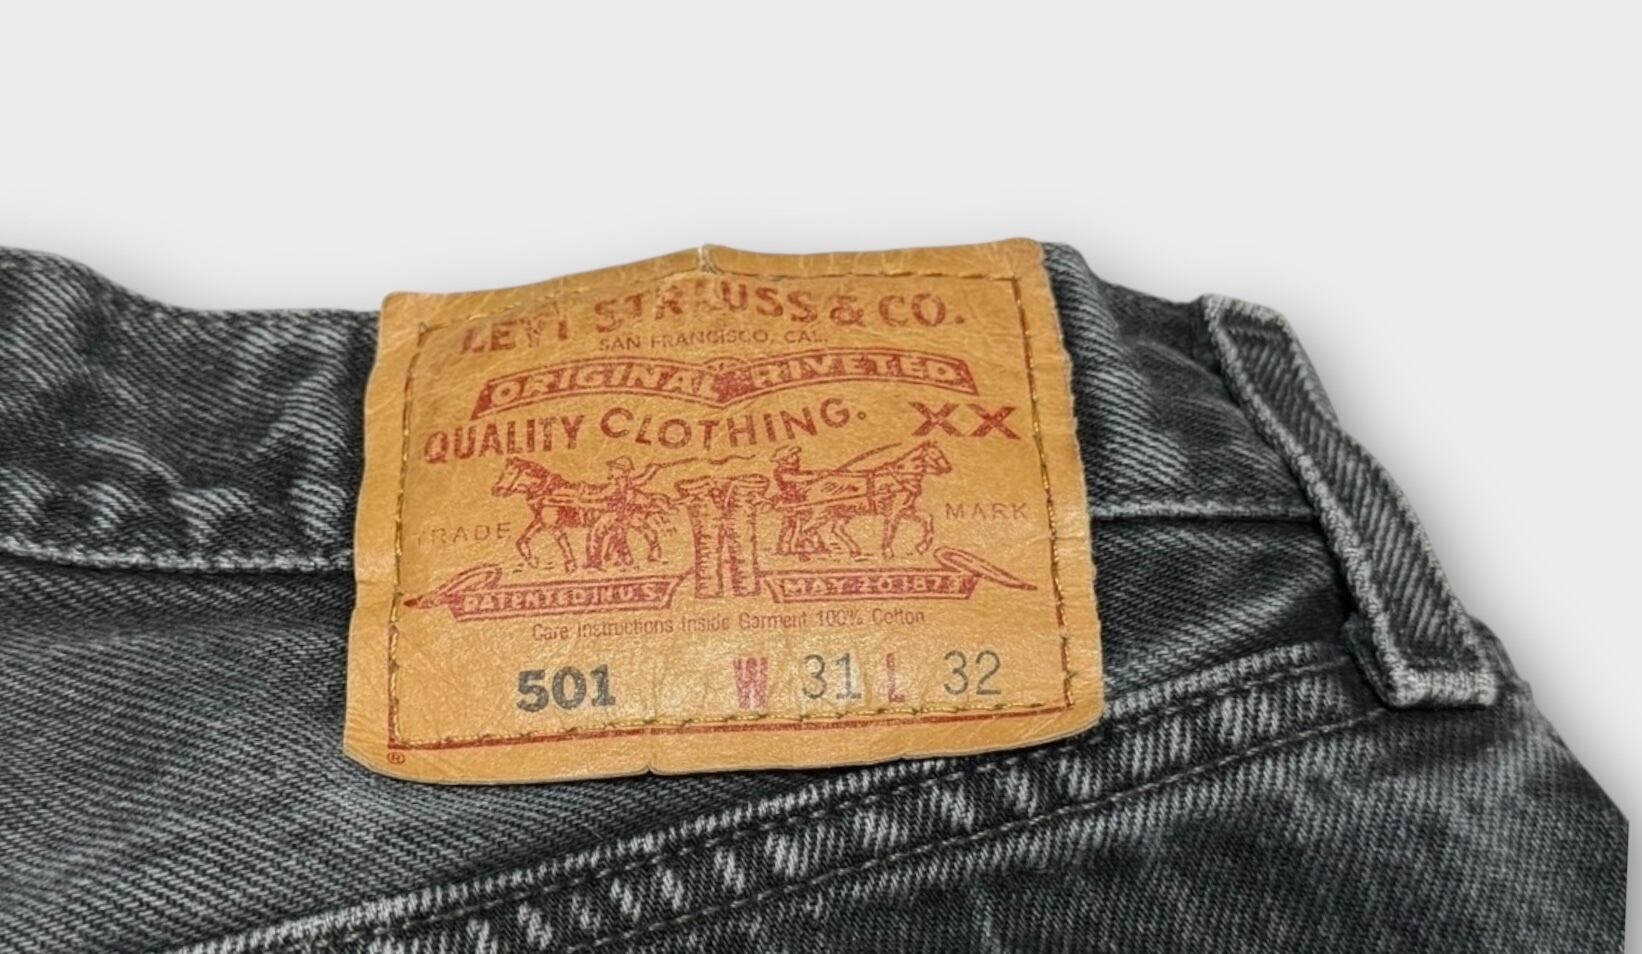 LEVI STRAUSS & CO.
SAN FRANCISCO, CAL.
ORIGINAL RIVETED
QUALITY CLOTHING. XX
TRADE MARK
PATENTED IN U.S. MAY 20 1873
Care Instructions Inside Garment 100% Cotton
501 W 31 L 32
®